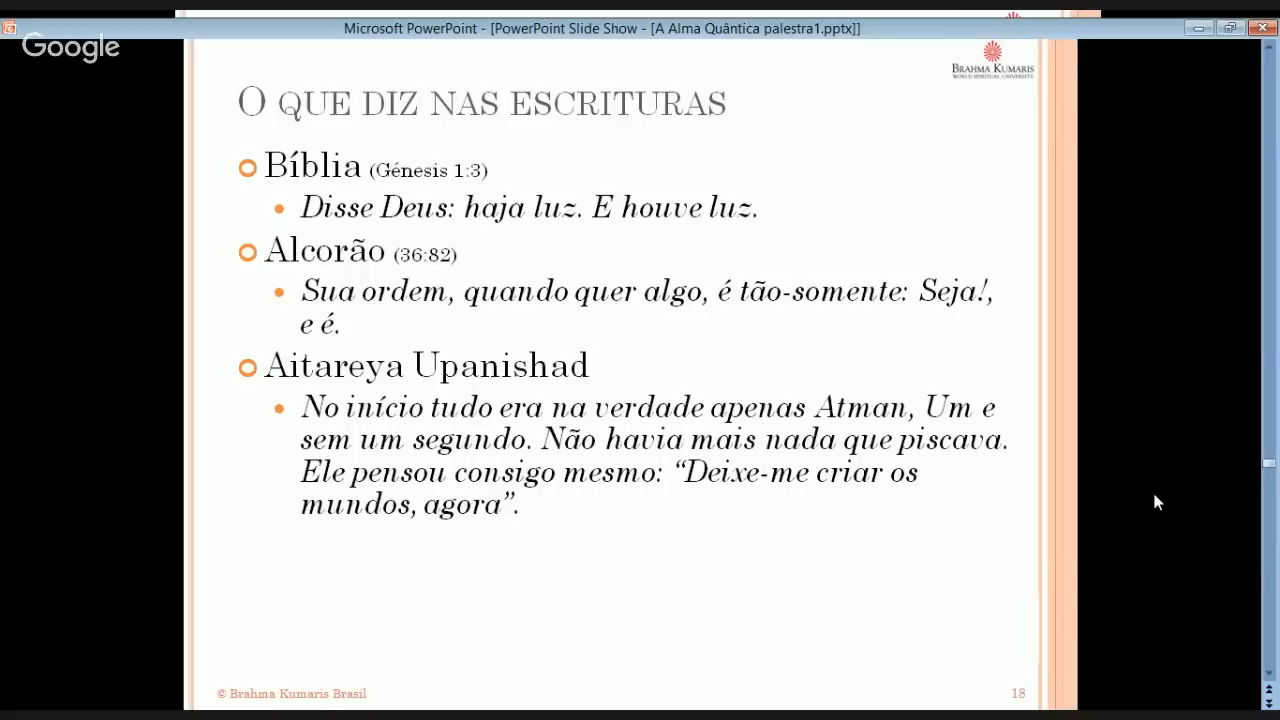 Microsoft PowerPoint - [PowerPoint Slide Show - [A Alma Quântica palestra1.pptx]]
Google
BRAHMA KUMARIS
WORLD SPIRITUAL UNIVERSITY
O QUE DIZ NAS ESCRITURAS
Bíblia (Génesis 1:3)
Disse Deus: haja luz. E houve luz.
Alcorão (36:82)
Sua ordem, quando quer algo, é tão-somente: Seja!,
e é.
Aitareya Upanishad
No início tudo era na verdade apenas Atman, Um e
sem um segundo. Não havia mais nada que piscava.
Ele pensou consigo mesmo: “Deixe-me criar os
mundos, agora”.
© Brahma Kumaris Brasil
18